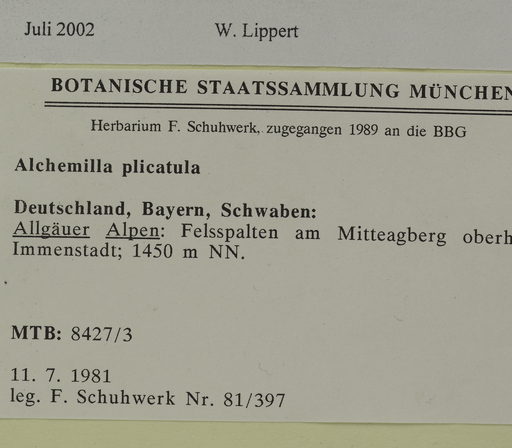 Juli 2002 W. Lippert
BOTANISCHE STAATSSAMMLUNG MÜNCHEN
Herbarium F. Schuhwerk, zugegangen 1989 an die BBG
Alchemilla plicatula
Deutschland, Bayern, Schwaben:
Allgäuer Alpen: Felsspalten am Mitteagberg oberh
Immenstadt; 1450 m NN.
MTB: 8427/3
11. 7. 1981
leg. F. Schuhwerk Nr. 81/397